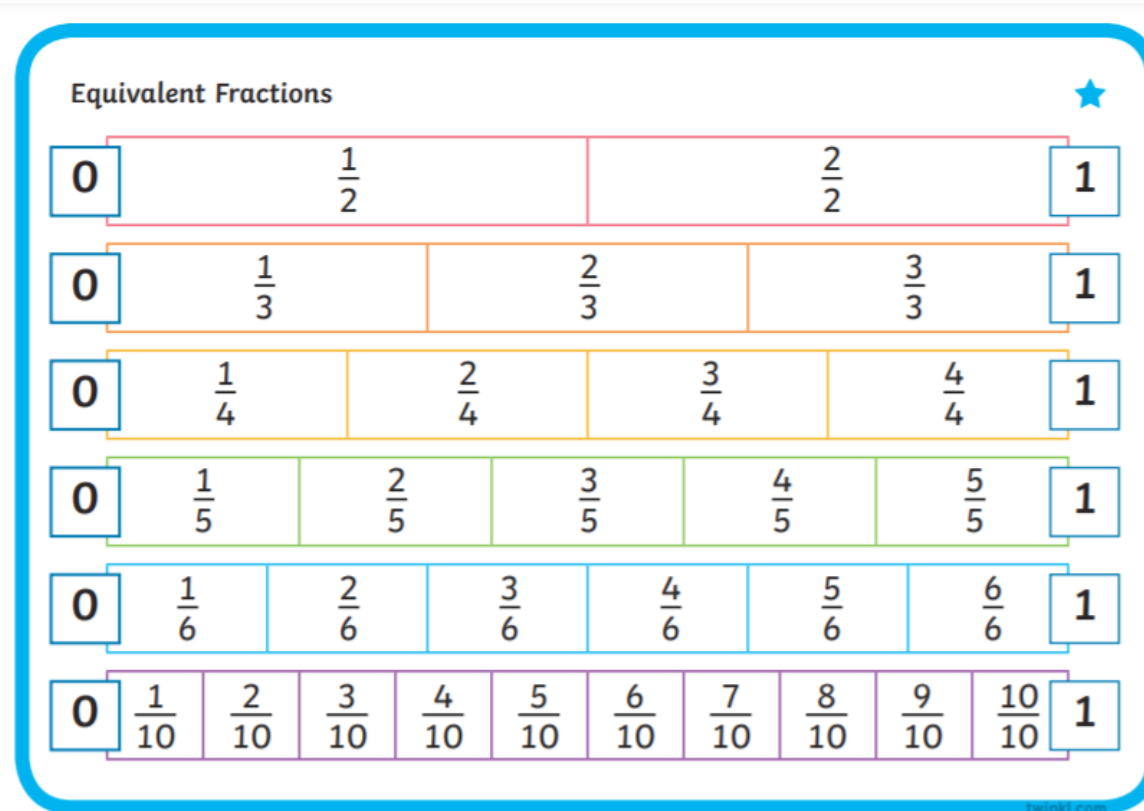 Equivalent Fractions
0 1/2 2/2 1
0 1/3 2/3 3/3 1
0 1/4 2/4 3/4 4/4 1
0 1/5 2/5 3/5 4/5 5/5 1
0 1/6 2/6 3/6 4/6 5/6 6/6 1
0 1/10 2/10 3/10 4/10 5/10 6/10 7/10 8/10 9/10 10/10 1
twinkl.com